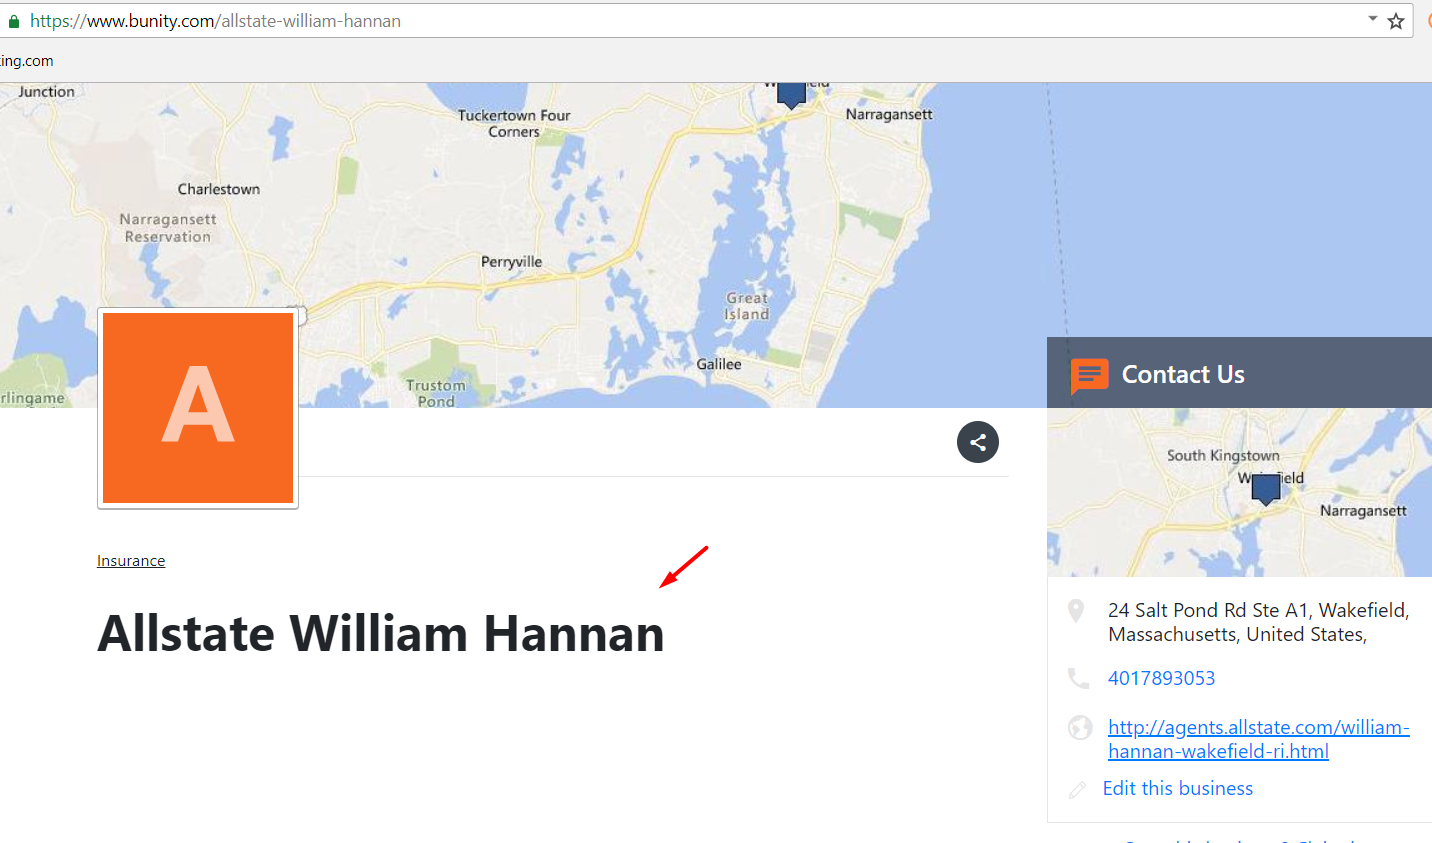 https://www.bunity.com/allstate-william-hannan
ing.com
Junction
Tuckertown Four
Corners
Narragansett
Charlestown
Narragansett
Reservation
Perryville
Great
Island
Galilee
Trustom
Pond
rlingame
A
Contact Us
South Kingstown
Narragansett
Insurance
Allstate William Hannan
24 Salt Pond Rd Ste A1, Wakefield,
Massachusetts, United States,
4017893053
http://agents.allstate.com/william-
hannan-wakefield-ri.html
Edit this business